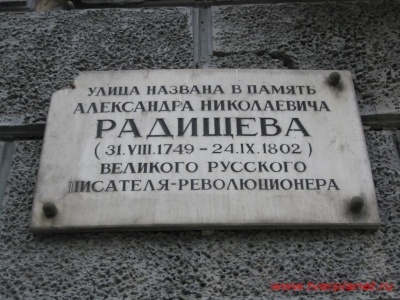 УЛИЦА НАЗВАНА В ПАМЯТЬ
АЛЕКСАНДРА НИКОЛАЕВИЧА
РАДИЩЕВА
(31.VIII.1749 – 24.IX.1802)
ВЕЛИКОГО РУССКОГО
ПИСАТЕЛЯ-РЕВОЛЮЦИОНЕРА